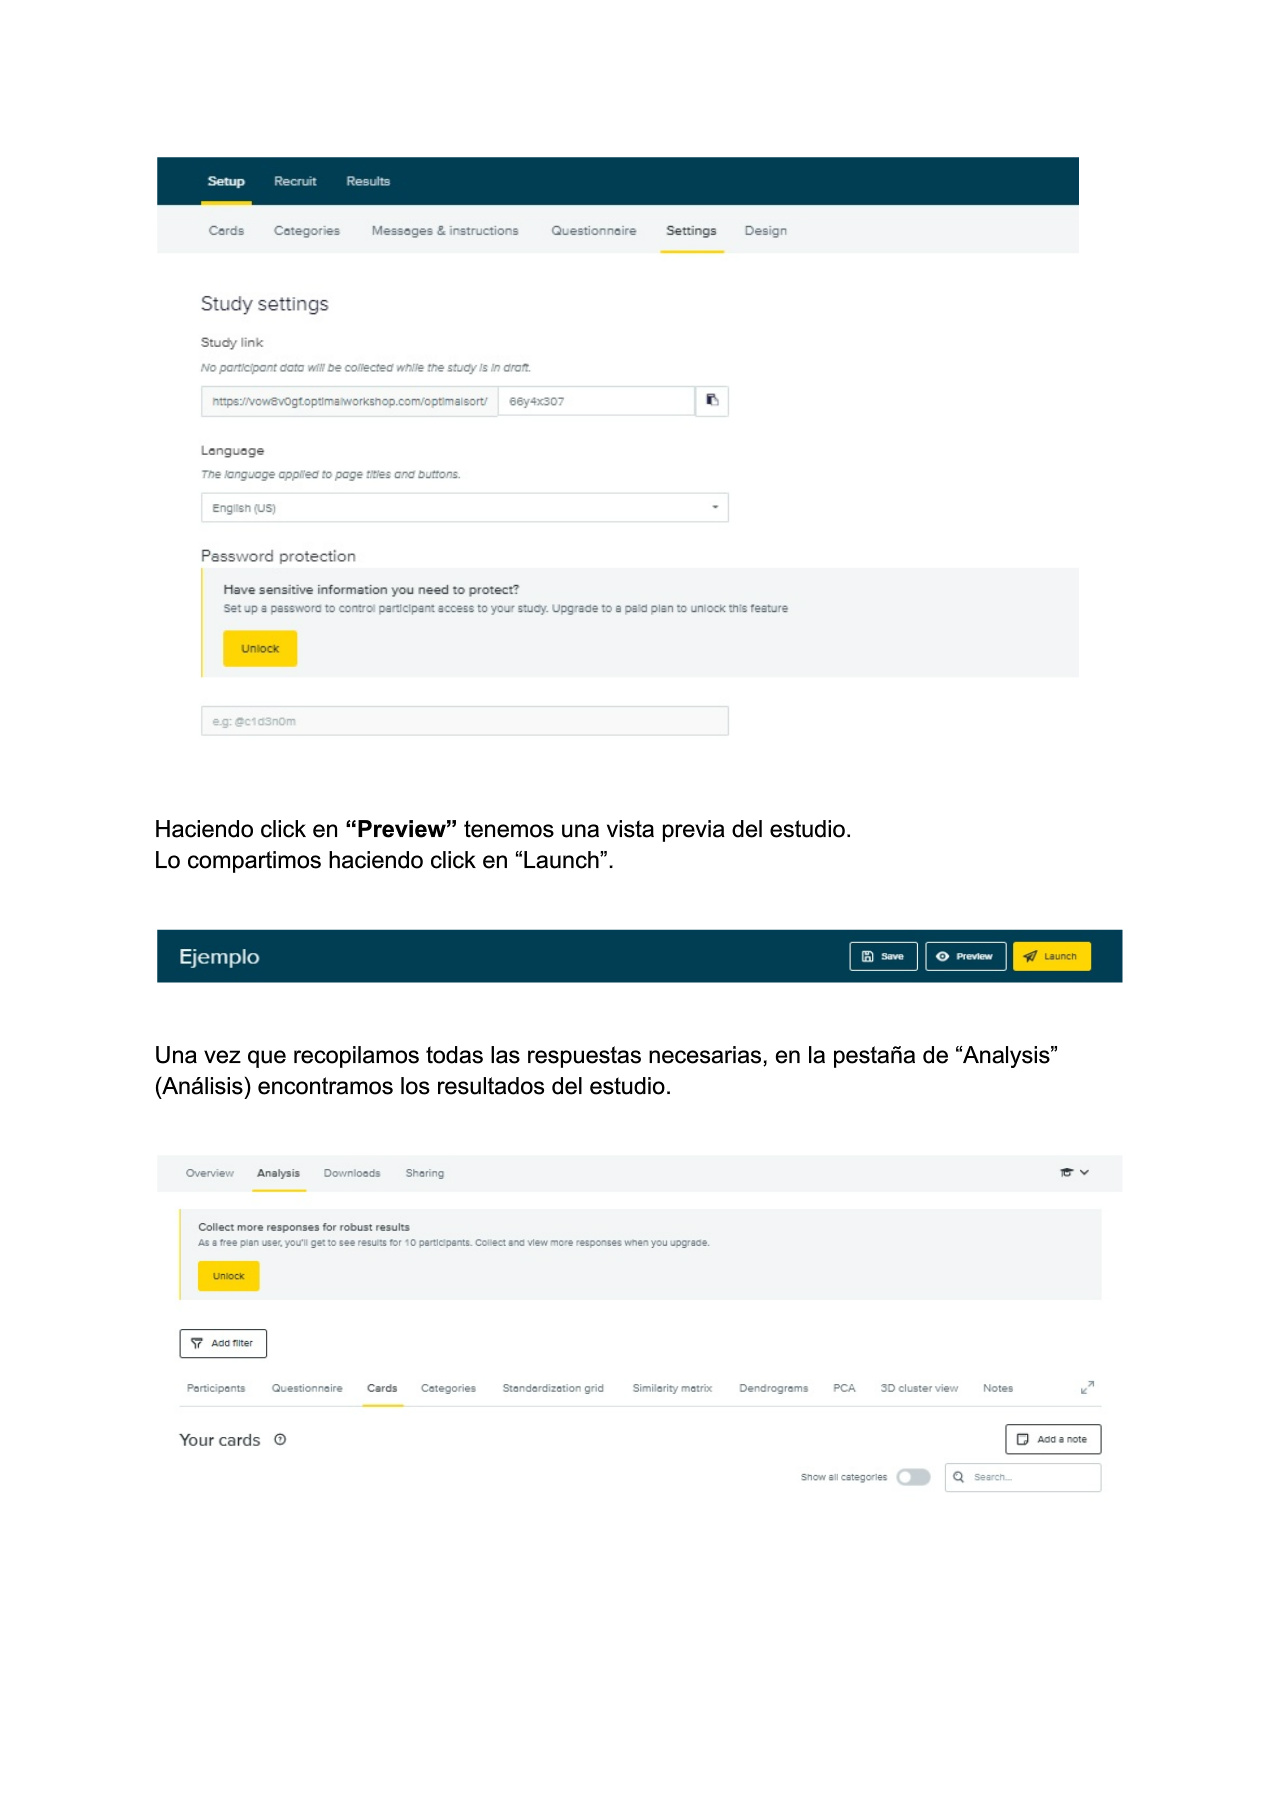 Setup Recruit Results
Cards Categories Messages & instructions Questionnaire Settings Design
Study settings
Study link
No participant data will be collected while the study is in draft.
https://vow8v0gf.optimalworkshop.com/optimalsort/ 66y4x307
Language
The language applied to page titles and buttons.
English (US)
Password protection
Have sensitive information you need to protect?
Set up a password to control participant access to your study. Upgrade to a paid plan to unlock this feature
Unlock
e.g: @c1d3n0m
Haciendo click en “Preview” tenemos una vista previa del estudio.
Lo compartimos haciendo click en “Launch”.
Ejemplo Save Preview Launch
Una vez que recopilamos todas las respuestas necesarias, en la pestaña de “Analysis”
(Análisis) encontramos los resultados del estudio.
Overview Analysis Downloads Sharing
Collect more responses for robust results
As a free plan user, you'll get to see results for 10 participants. Collect and view more responses when you upgrade.
Unlock
Add filter
Participants Questionnaire Cards Categories Standardization grid Similarity matrix Dendrograms PCA 3D cluster view Notes
Your cards Add a note
Show all categories Search...